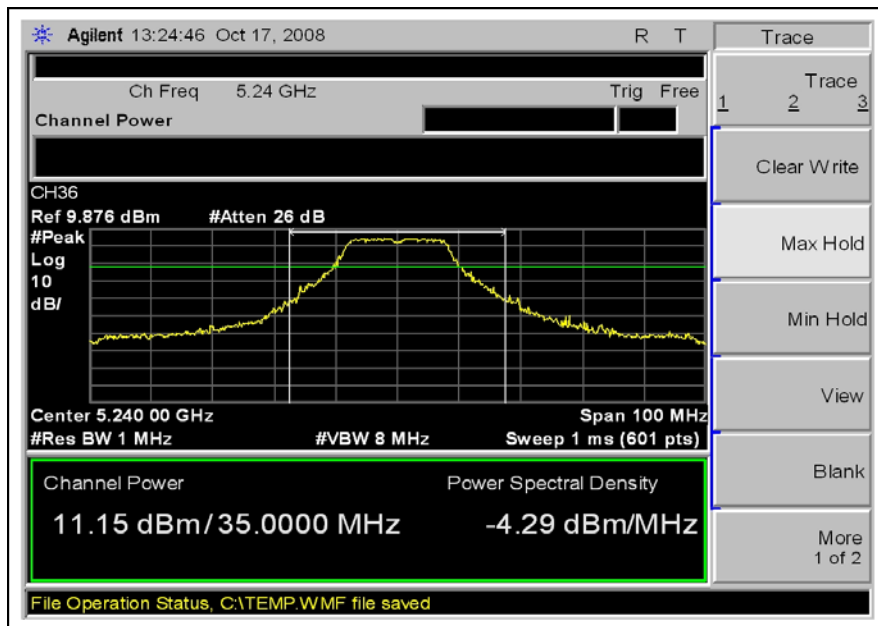 Agilent 13:24:46 Oct 17, 2008 R T
Trace
Ch Freq 5.24 GHz Trig Free
Channel Power
Trace
1 2 3
Clear Write
Max Hold
Min Hold
View
Blank
More
1 of 2
CH36
Ref 9.876 dBm #Atten 26 dB
#Peak
Log
10
dB/
Center 5.240 00 GHz Span 100 MHz
#Res BW 1 MHz #VBW 8 MHz Sweep 1 ms (601 pts)
Channel Power Power Spectral Density
11.15 dBm/35.0000 MHz -4.29 dBm/MHz
File Operation Status, C:\TEMP.WMF file saved